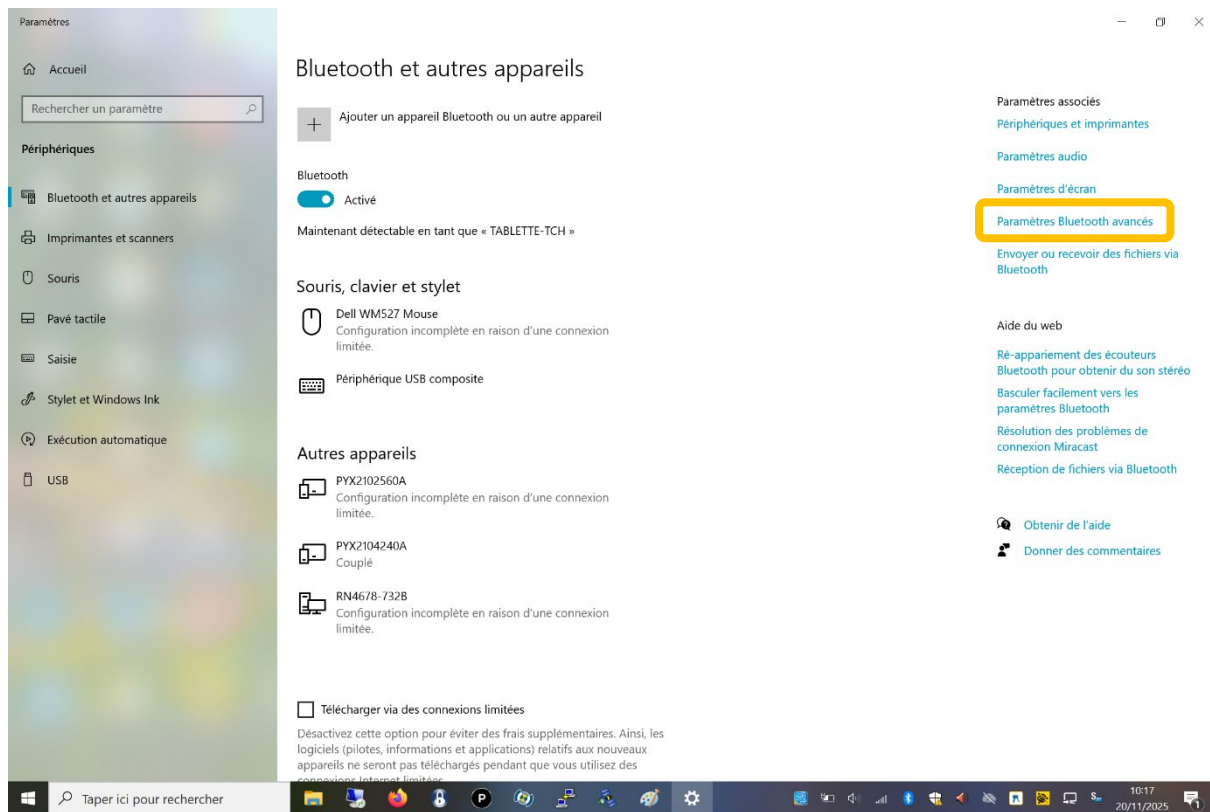 Paramètres
Accueil
Rechercher un paramètre
Périphériques
Bluetooth et autres appareils
Imprimantes et scanners
Souris
Pavé tactile
Saisie
Stylet et Windows Ink
Exécution automatique
USB
Bluetooth et autres appareils
Ajouter un appareil Bluetooth ou un autre appareil
Bluetooth
Activé
Maintenant détectable en tant que « TABLETTE-TCH »
Souris, clavier et stylet
Dell WM527 Mouse
Configuration incomplète en raison d'une connexion
limitée.
Périphérique USB composite
Autres appareils
PYX2102560A
Configuration incomplète en raison d'une connexion
limitée.
PYX2104240A
Couplé
RN4678-732B
Configuration incomplète en raison d'une connexion
limitée.
Télécharger via des connexions limitées
Désactivez cette option pour éviter des frais supplémentaires. Ainsi, les
logiciels (pilotes, informations et applications) relatifs aux nouveaux
appareils ne seront pas téléchargés pendant que vous utilisez des
connexions Internet limitées.
Paramètres associés
Périphériques et imprimantes
Paramètres audio
Paramètres d'écran
Paramètres Bluetooth avancés
Envoyer ou recevoir des fichiers via
Bluetooth
Aide du web
Ré-appariement des écouteurs
Bluetooth pour obtenir du son stéréo
Basculer facilement vers les
paramètres Bluetooth
Résolution des problèmes de
connexion Miracast
Réception de fichiers via Bluetooth
Obtenir de l'aide
Donner des commentaires
Taper ici pour rechercher
10:17
20/11/2025